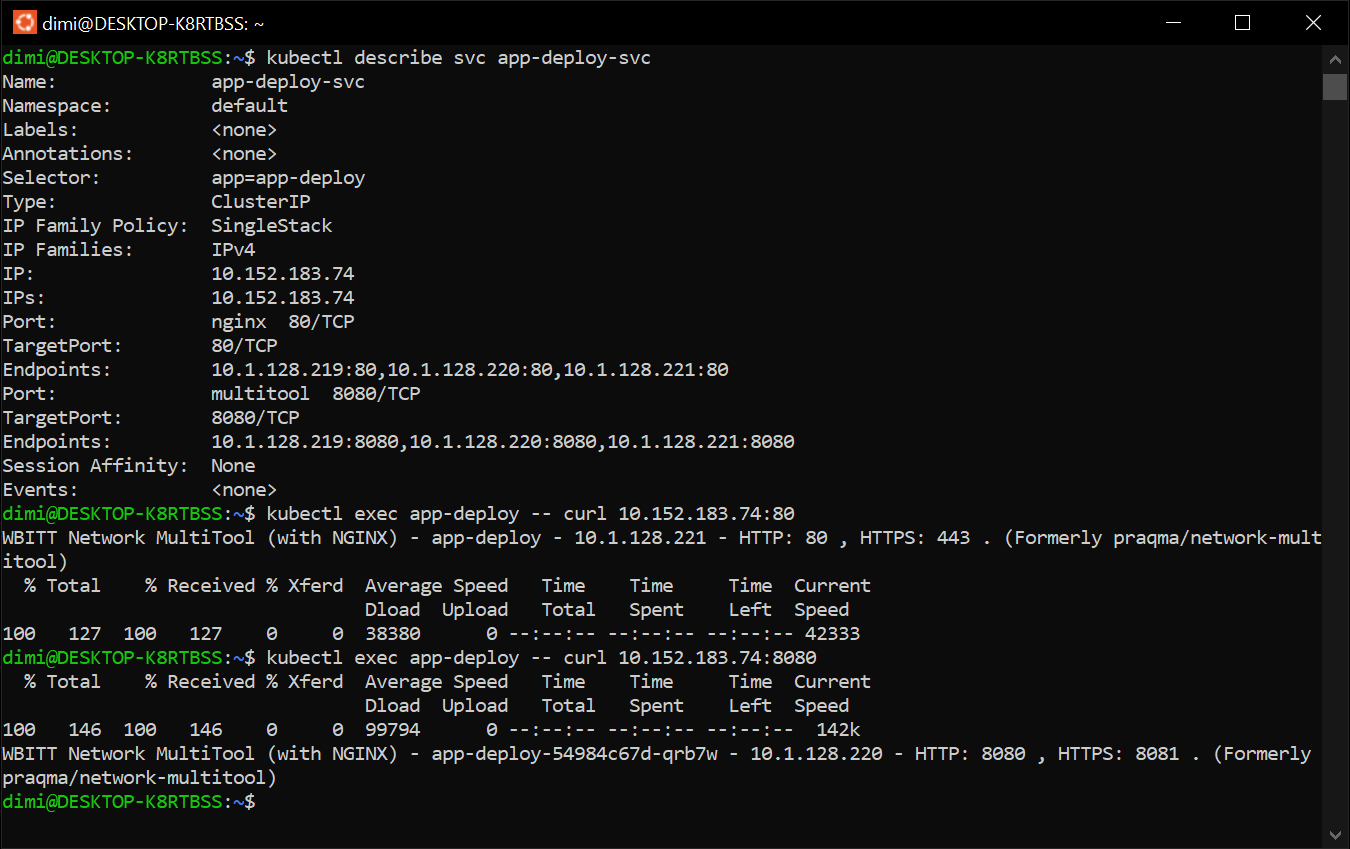 dimi@DESKTOP-K8RTBSS: ~
dimi@DESKTOP-K8RTBSS:~$ kubectl describe svc app-deploy-svc
Name:              app-deploy-svc
Namespace:         default
Labels:            <none>
Annotations:       <none>
Selector:          app=app-deploy
Type:              ClusterIP
IP Family Policy:  SingleStack
IP Families:       IPv4
IP:                10.152.183.74
IPs:               10.152.183.74
Port:              nginx  80/TCP
TargetPort:        80/TCP
Endpoints:         10.1.128.219:80,10.1.128.220:80,10.1.128.221:80
Port:              multitool  8080/TCP
TargetPort:        8080/TCP
Endpoints:         10.1.128.219:8080,10.1.128.220:8080,10.1.128.221:8080
Session Affinity:  None
Events:            <none>
dimi@DESKTOP-K8RTBSS:~$ kubectl exec app-deploy -- curl 10.152.183.74:80
WBITT Network MultiTool (with NGINX) - app-deploy - 10.1.128.221 - HTTP: 80 , HTTPS: 443 . (Formerly praqma/network-mult
itool)
  % Total    % Received % Xferd  Average Speed   Time    Time     Time  Current
                                 Dload  Upload   Total   Spent    Left  Speed
100   127  100   127    0     0  38380      0 --:--:-- --:--:-- --:--:-- 42333
dimi@DESKTOP-K8RTBSS:~$ kubectl exec app-deploy -- curl 10.152.183.74:8080
  % Total    % Received % Xferd  Average Speed   Time    Time     Time  Current
                                 Dload  Upload   Total   Spent    Left  Speed
100   146  100   146    0     0  99794      0 --:--:-- --:--:-- --:--:--  142k
WBITT Network MultiTool (with NGINX) - app-deploy-54984c67d-qrb7w - 10.1.128.220 - HTTP: 8080 , HTTPS: 8081 . (Formerly
praqma/network-multitool)
dimi@DESKTOP-K8RTBSS:~$